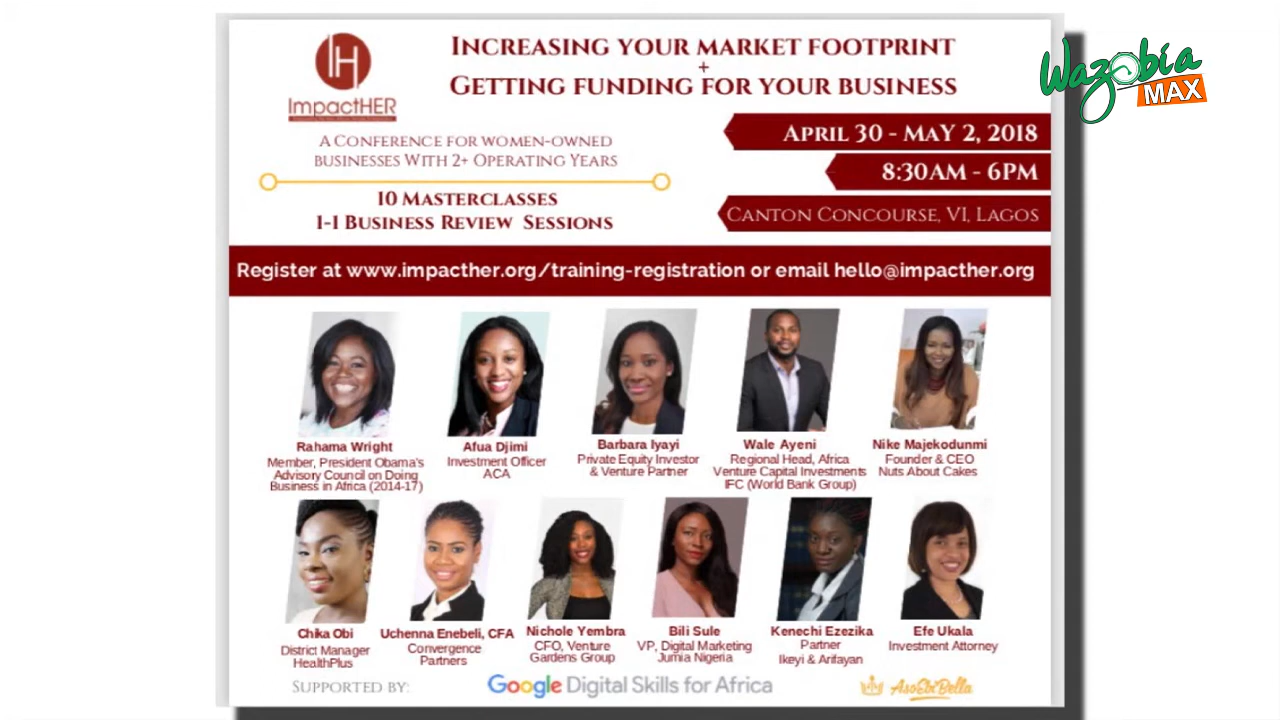 IH
ImpactHER
INCREASING YOUR MARKET FOOTPRINT
+
GETTING FUNDING FOR YOUR BUSINESS
Wazobia
MAX
A CONFERENCE FOR WOMEN-OWNED
BUSINESSES WITH 2+ OPERATING YEARS
10 MASTERCLASSES
1-1 BUSINESS REVIEW SESSIONS
APRIL 30 - MAY 2, 2018
8:30AM - 6PM
CANTON CONCOURSE, VI, LAGOS
Register at www.impacther.org/training-registration or email hello@impacther.org
Rahama Wright
Member, President Obama's
Advisory Council on Doing
Business in Africa (2014-17)
Afua Djimi
Investment Officer
ACA
Barbara Iyayi
Private Equity Investor
& Venture Partner
Wale Ayeni
Regional Head, Africa
Venture Capital Investments
IFC (World Bank Group)
Nike Majekodunmi
Founder & CEO
Nuts About Cakes
Chika Obi
District Manager
HealthPlus
Uchenna Enebeli, CFA
Convergence
Partners
Nichole Yembra
CFO, Venture
Gardens Group
Bili Sule
VP, Digital Marketing
Jumia Nigeria
Kenechi Ezezika
Partner
Ikeyi & Arifayan
Efe Ukala
Investment Attorney
SUPPORTED BY:
Google Digital Skills for Africa
AsoEbiBella